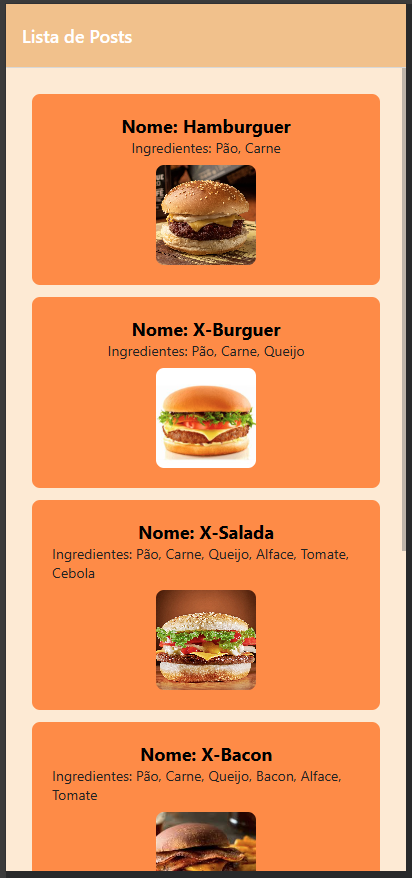 Lista de Posts
Nome: Hamburguer
Ingredientes: Pão, Carne
Nome: X-Burguer
Ingredientes: Pão, Carne, Queijo
Nome: X-Salada
Ingredientes: Pão, Carne, Queijo, Alface, Tomate,
Cebola
Nome: X-Bacon
Ingredientes: Pão, Carne, Queijo, Bacon, Alface,
Tomate